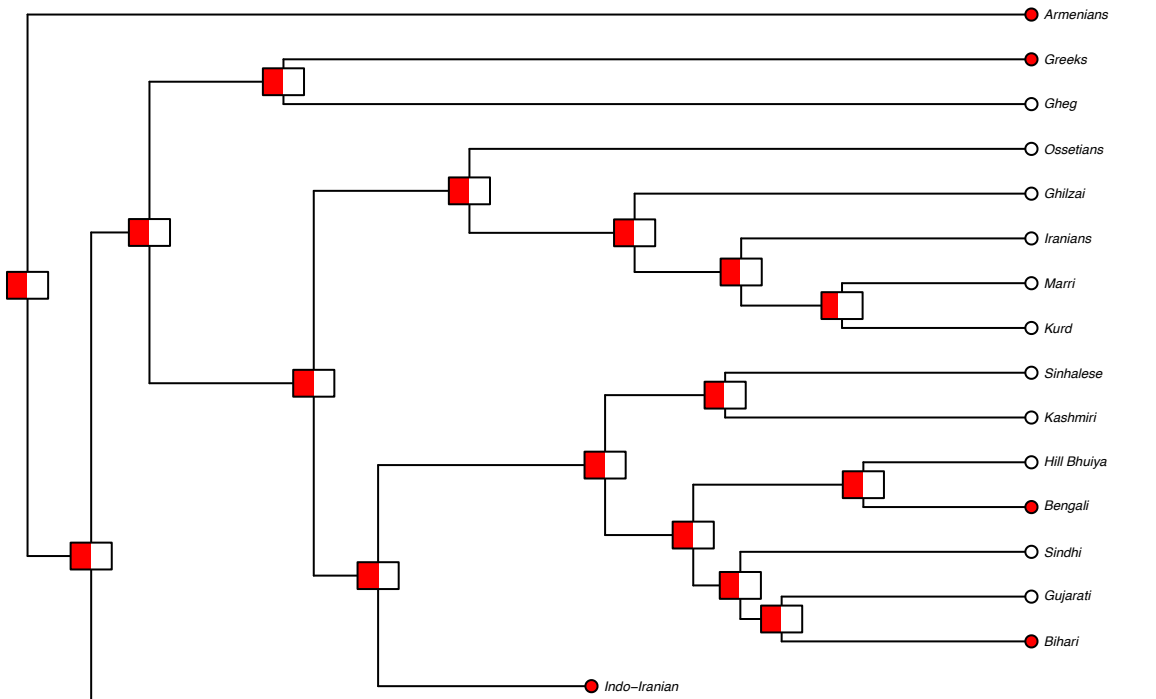 Armenians
Greeks
Gheg
Ossetians
Ghilzai
Iranians
Marri
Kurd
Sinhalese
Kashmiri
Hill Bhuiya
Bengali
Sindhi
Gujarati
Bihari
Indo−Iranian